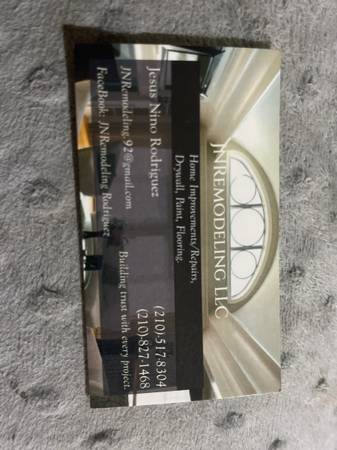 JNREMODELING LLC
Home Improvements/Repairs,
Drywall, Paint, Flooring.
Jesus Nino Rodriguez
(210)-517-8304
JNRemodeling.92@gmail.com
(210)-827-1468
FaceBook: JNRemodeling Rodriguez
Building trust with every project.